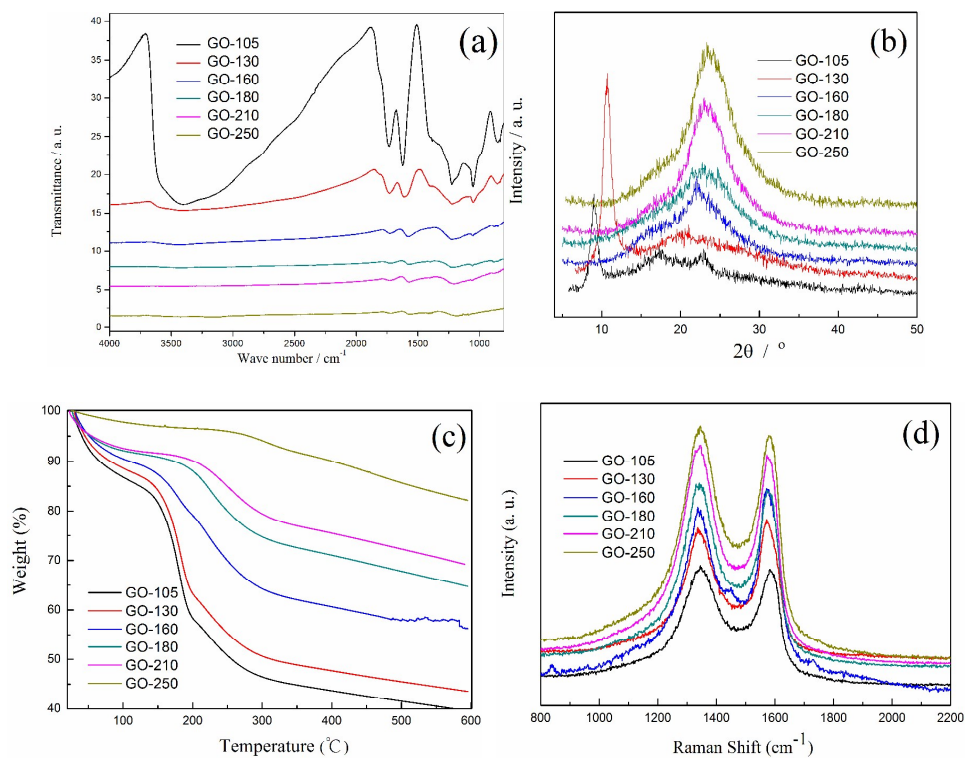 (a)
GO-105
GO-130
GO-160
GO-180
GO-210
GO-250
Transmittance / a. u.
40
35
30
25
20
15
10
5
0
4000 3500 3000 2500 2000 1500 1000
Wave number / cm-1
(b)
GO-105
GO-130
GO-160
GO-180
GO-210
GO-250
Intensity / a. u.
10 20 30 40 50
2θ / °
(c)
100
90
80
70
60
50
40
Weight (%)
GO-105
GO-130
GO-160
GO-180
GO-210
GO-250
100 200 300 400 500 600
Temperature (℃)
(d)
GO-105
GO-130
GO-160
GO-180
GO-210
GO-250
Intensity (a. u.)
800 1000 1200 1400 1600 1800 2000 2200
Raman Shift (cm-1)